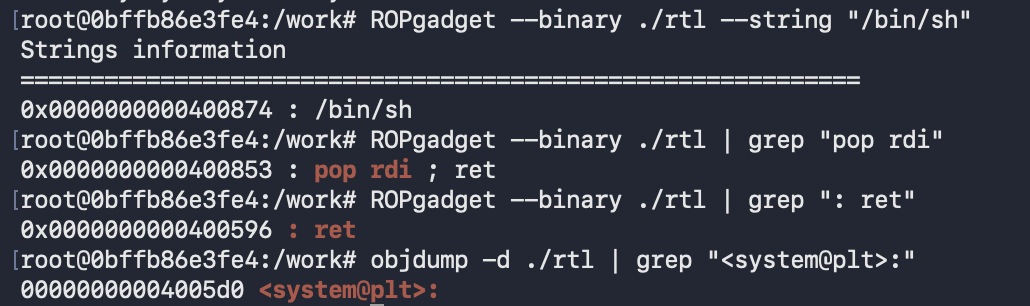 [root@0bffb86e3fe4:/work# ROPgadget --binary ./rtl --string "/bin/sh"
Strings information
============================================================
0x0000000000400874 : /bin/sh
[root@0bffb86e3fe4:/work# ROPgadget --binary ./rtl | grep "pop rdi"
0x0000000000400853 : pop rdi ; ret
[root@0bffb86e3fe4:/work# ROPgadget --binary ./rtl | grep ": ret"
0x0000000000400596 : ret
[root@0bffb86e3fe4:/work# objdump -d ./rtl | grep "<system@plt>:"
00000000004005d0 <system@plt>: